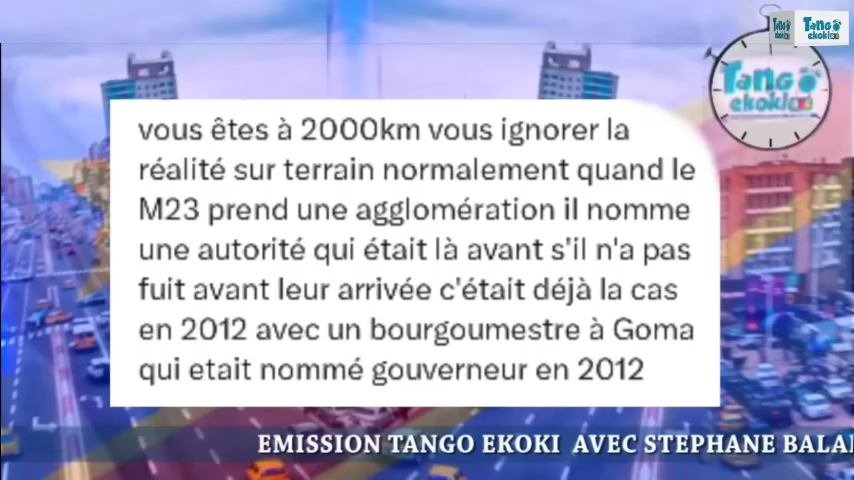 Tango
ekoki
Tango
ekoki
vous êtes à 2000km vous ignorer la
réalité sur terrain normalement quand le
M23 prend une agglomération il nomme
une autorité qui était là avant s'il n'a pas
fuit avant leur arrivée c'était déjà la cas
en 2012 avec un bourgoumestre à Goma
qui etait nommé gouverneur en 2012
EMISSION TANGO EKOKI AVEC STEPHANE